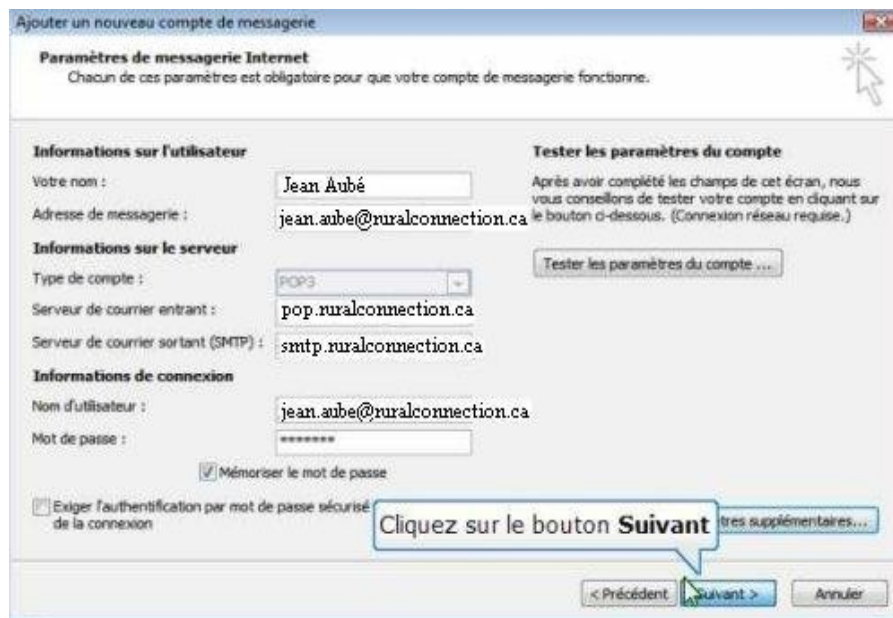 Ajouter un nouveau compte de messagerie
Paramètres de messagerie Internet
Chacun de ces paramètres est obligatoire pour que votre compte de messagerie fonctionne.
Informations sur l'utilisateur
Votre nom :
Jean Aubé
Adresse de messagerie :
jean.aube@ruralconnection.ca
Informations sur le serveur
Type de compte :
POP3
Serveur de courrier entrant :
pop.ruralconnection.ca
Serveur de courrier sortant (SMTP) :
smtp.ruralconnection.ca
Informations de connexion
Nom d'utilisateur :
jean.aube@ruralconnection.ca
Mot de passe :
*******
Mémoriser le mot de passe
Exiger l'authentification par mot de passe sécurisé
de la connexion
Tester les paramètres du compte
Après avoir complété les champs de cet écran, nous
vous conseillons de tester votre compte en cliquant sur
le bouton ci-dessous. (Connexion réseau requise.)
Tester les paramètres du compte ...
Cliquez sur le bouton Suivant
tres supplémentaires...
< Précédent
Suivant >
Annuler